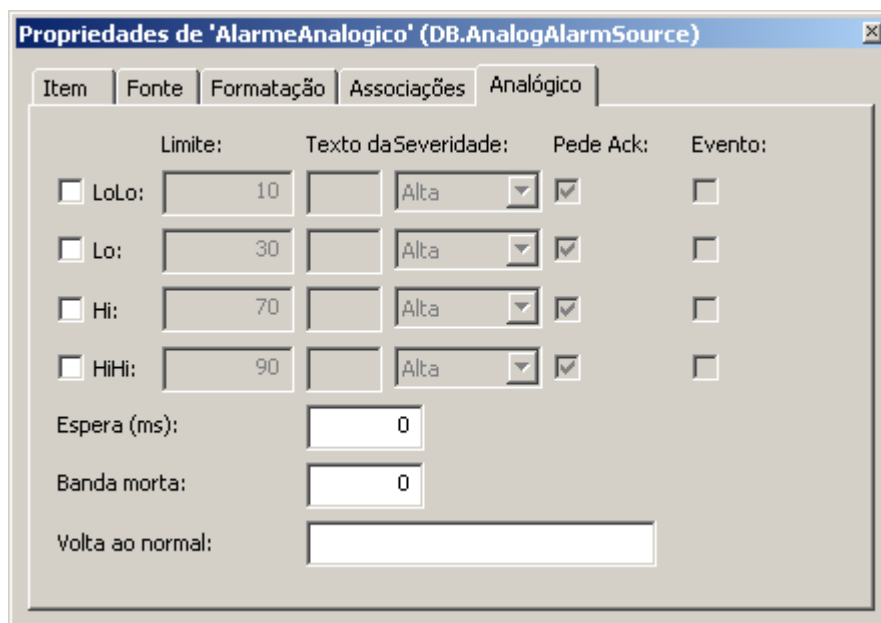 Propriedades de 'AlarmeAnalogico' (DB.AnalogAlarmSource)
Item Fonte Formatação Associações Analógico
Limite: Texto da Severidade: Pede Ack: Evento:
LoLo: 10 Alta
Lo: 30 Alta
Hi: 70 Alta
HiHi: 90 Alta
Espera (ms): 0
Banda morta: 0
Volta ao normal: